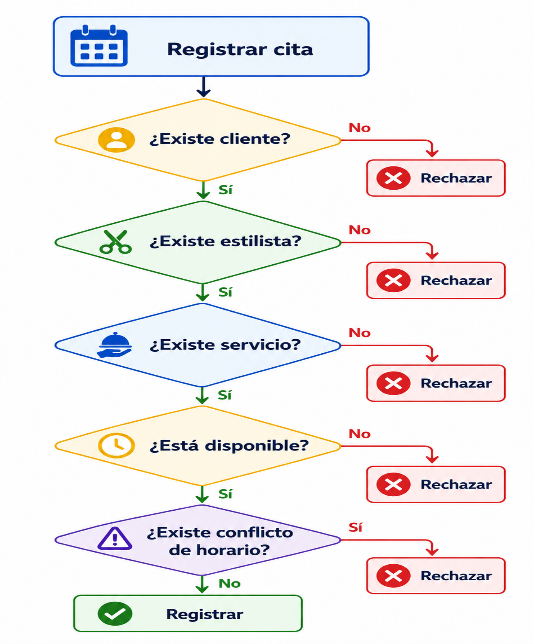 Registrar cita
¿Existe cliente?
No
Rechazar
Sí
¿Existe estilista?
No
Rechazar
Sí
¿Existe servicio?
No
Rechazar
Sí
¿Está disponible?
No
Rechazar
Sí
¿Existe conflicto
de horario?
Sí
Rechazar
No
Registrar